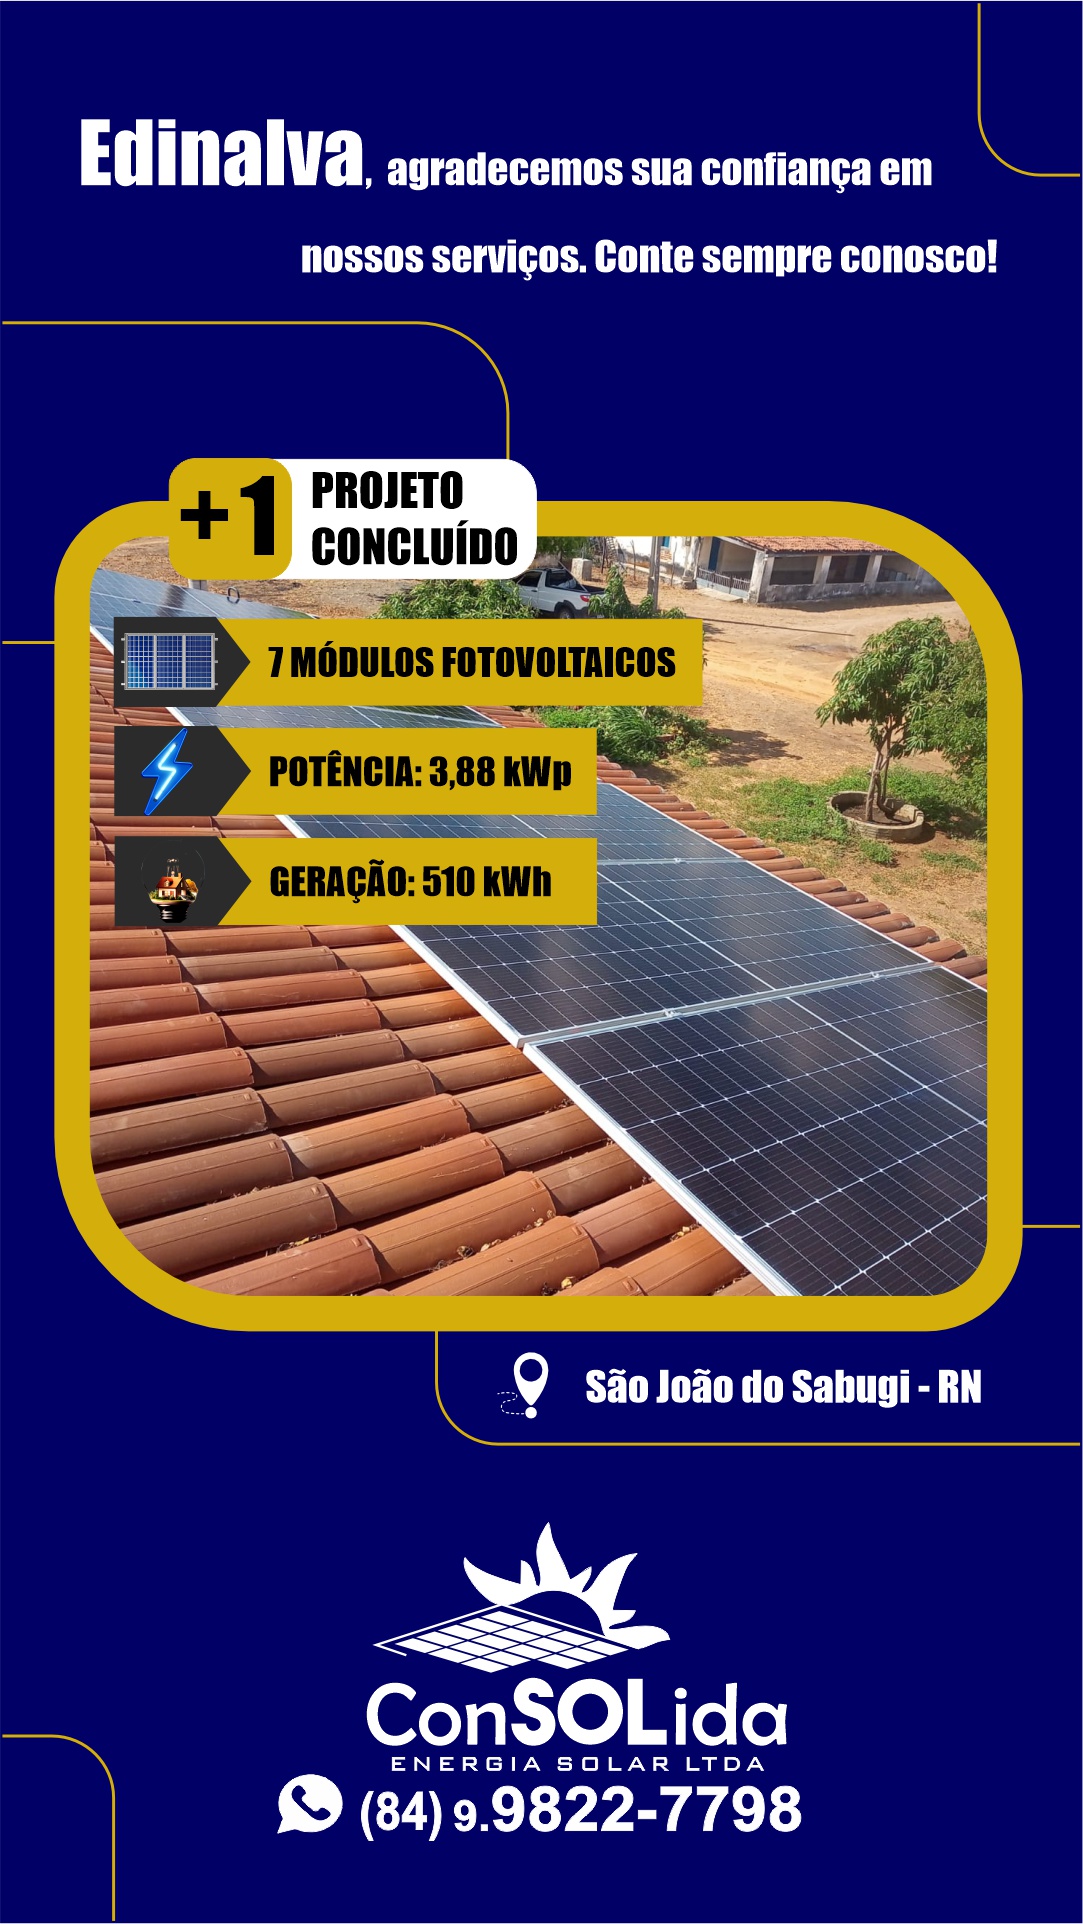 Edinalva, agradecemos sua confiança em
nossos serviços. Conte sempre conosco!
+1 PROJETO
CONCLUÍDO
7 MÓDULOS FOTOVOLTAICOS
POTÊNCIA: 3,88 kWp
GERAÇÃO: 510 kWh
São João do Sabugi - RN
ConSOLida
ENERGIA SOLAR LTDA
(84) 9.9822-7798